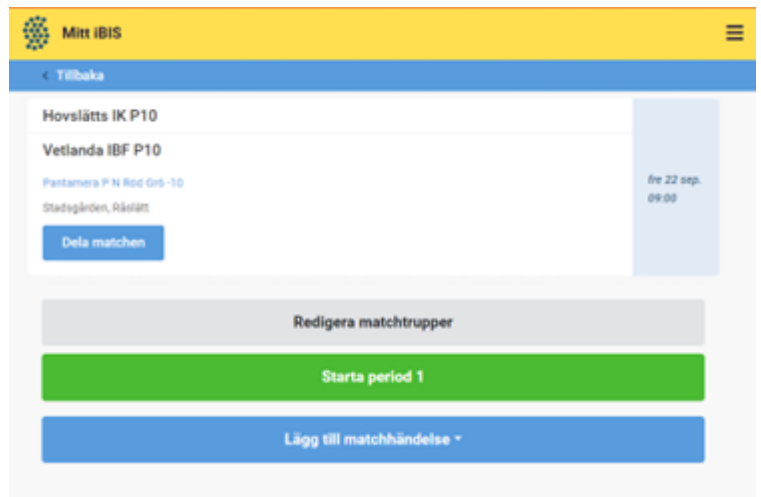 Mitt iBIS
< Tillbaka
Hovslätts IK P10
Vetlanda IBF P10
Pantamera P N Röd Grö -10
Stadsgården, Råslätt
fre 22 sep.
09:00
Dela matchen
Redigera matchtrupper
Starta period 1
Lägg till matchhändelse